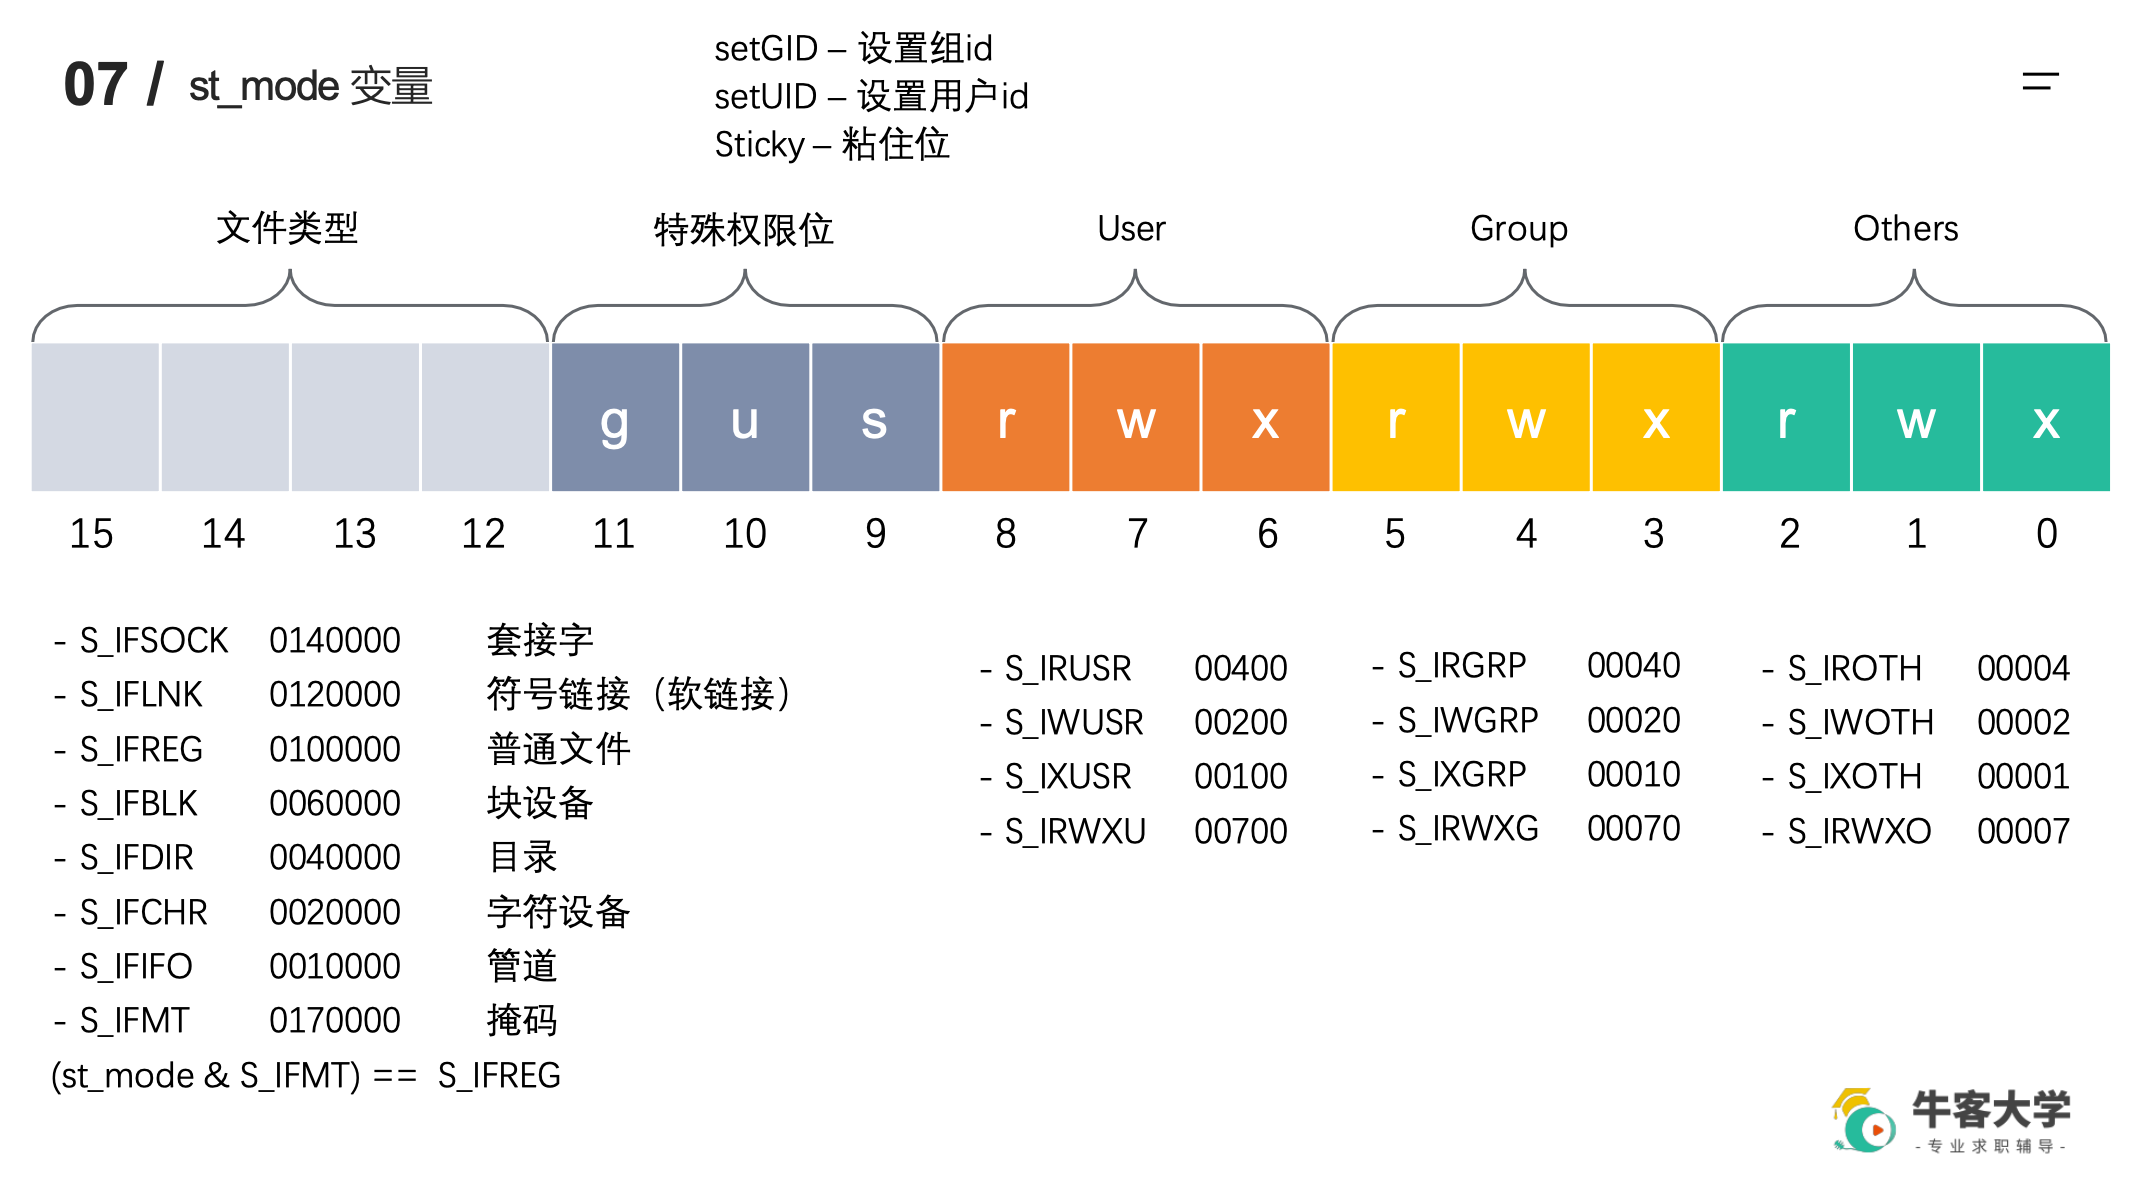 07 / st_mode 变量
setGID – 设置组id
setUID – 设置用户id
Sticky – 粘住位
文件类型 特殊权限位 User Group Others
g u s r w x r w x r w x
15 14 13 12 11 10 9 8 7 6 5 4 3 2 1 0
- S_IFSOCK 0140000 套接字
- S_IFLNK 0120000 符号链接（软链接）
- S_IFREG 0100000 普通文件
- S_IFBLK 0060000 块设备
- S_IFDIR 0040000 目录
- S_IFCHR 0020000 字符设备
- S_IFIFO 0010000 管道
- S_IFMT 0170000 掩码
(st_mode & S_IFMT) == S_IFREG
- S_IRUSR 00400
- S_IWUSR 00200
- S_IXUSR 00100
- S_IRWXU 00700
- S_IRGRP 00040
- S_IWGRP 00020
- S_IXGRP 00010
- S_IRWXG 00070
- S_IROTH 00004
- S_IWOTH 00002
- S_IXOTH 00001
- S_IRWXO 00007
牛客大学
- 专业求职辅导 -